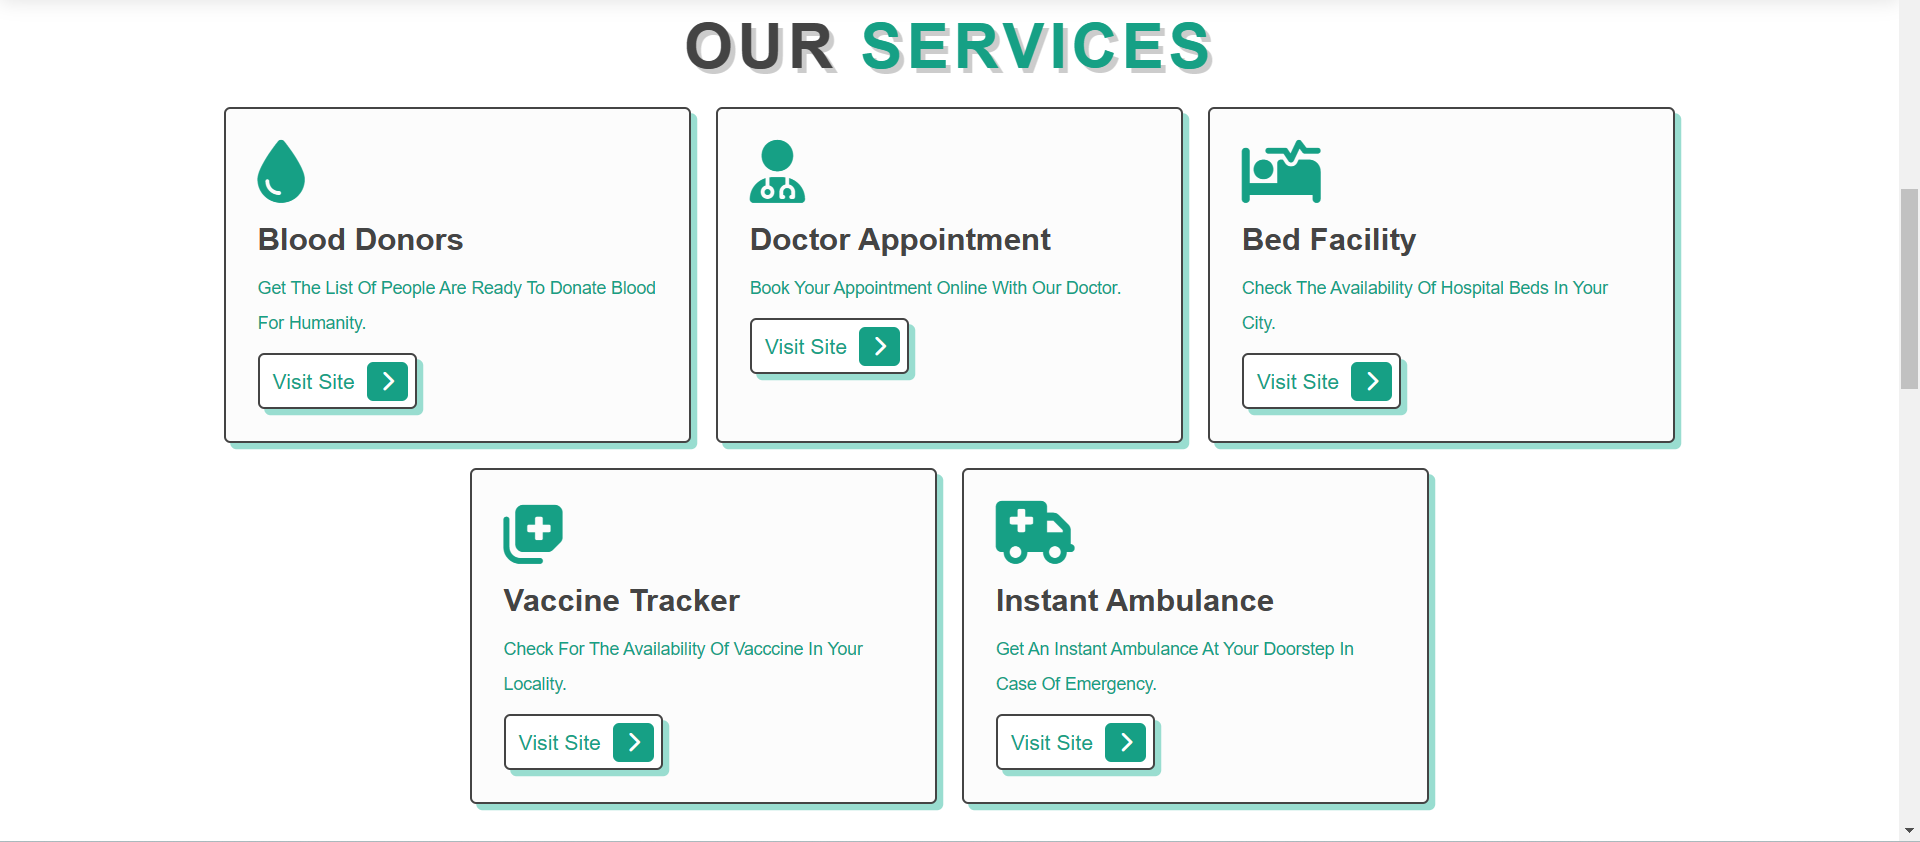 OUR SERVICES
Blood Donors
Get The List Of People Are Ready To Donate Blood
For Humanity.
Visit Site
Doctor Appointment
Book Your Appointment Online With Our Doctor.
Visit Site
Bed Facility
Check The Availability Of Hospital Beds In Your
City.
Visit Site
Vaccine Tracker
Check For The Availability Of Vacccine In Your
Locality.
Visit Site
Instant Ambulance
Get An Instant Ambulance At Your Doorstep In
Case Of Emergency.
Visit Site